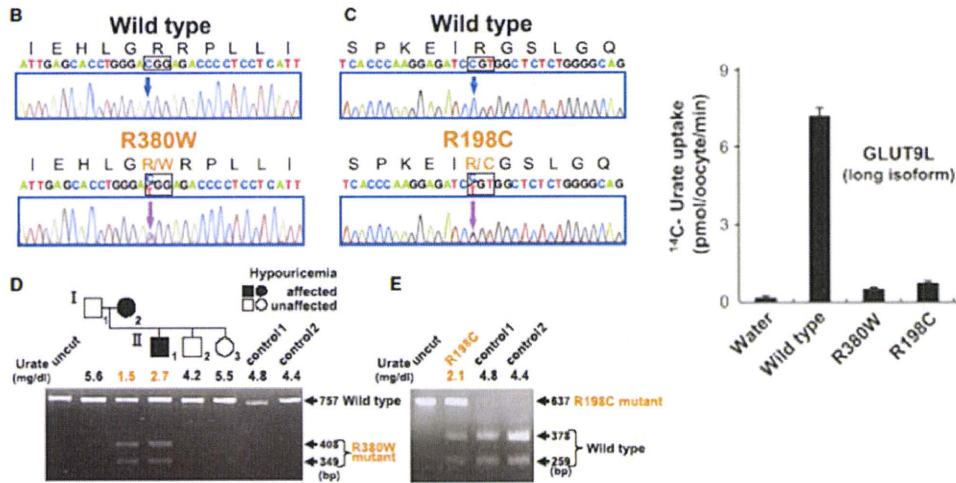 B
Wild type
I E H L G R R P L L I
ATTGAGCACCTGGGACGGAGACCCCTCCTCATT
R380W
I E H L G R/W R P L L I
ATTGAGCACCTGGGA C/TGGAGACCCCTCCTCATT
C
Wild type
S P K E I R G S L G Q
TCACCCAAGGAGATCCGTGGCTCTCTGGGGCAG
R198C
S P K E I R/C G S L G Q
TCACCCAAGGAGATC C/TGTGGCTCTCTGGGGCAG
14C- Urate uptake
(pmol/oocyte/min)
9
6
3
0
GLUT9L
(long isoform)
Water
Wild type
R380W
R198C
D
Hypouricemia
affected
unaffected
I
1
2
II
1
2
3
uncut
control1
control2
Urate
(mg/dl)
5.6 1.5 2.7 4.2 5.5 4.8 4.4
757 Wild type
408
349
(bp)
R380W
mutant
E
uncut
R198C
control1
control2
Urate
(mg/dl)
2.1 4.8 4.4
637 R198C mutant
378
259
(bp)
Wild type